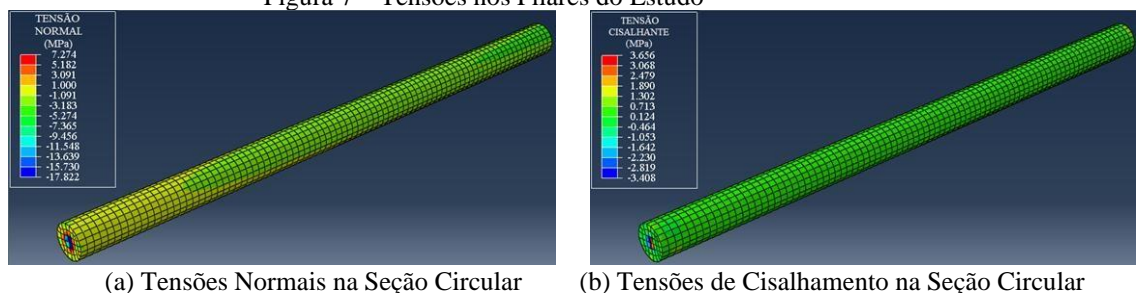 Figura 7 – Tensões nos Pilares do Estudo
TENSÃO
NORMAL
(MPa)
7.274
5.182
3.091
1.000
-1.091
-3.183
-5.274
-7.365
-9.456
-11.548
-13.639
-15.730
-17.822
TENSÃO
CISALHANTE
(MPa)
3.656
3.068
2.479
1.890
1.302
0.713
0.124
-0.464
-1.053
-1.642
-2.230
-2.819
-3.408
(a) Tensões Normais na Seção Circular
(b) Tensões de Cisalhamento na Seção Circular